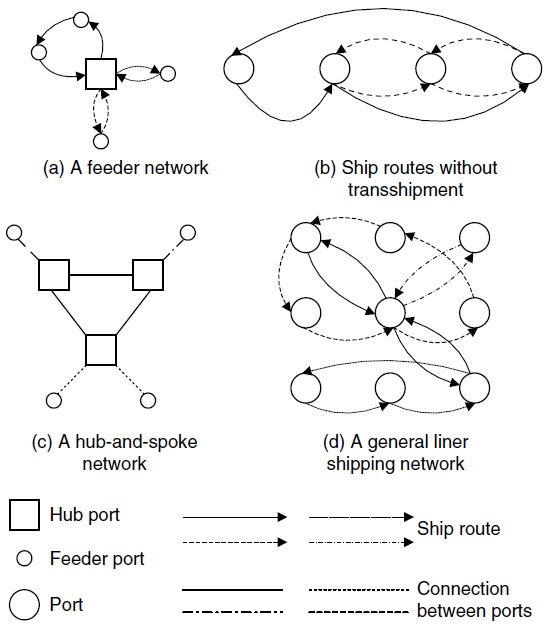 (a) A feeder network
(b) Ship routes without
transshipment
(c) A hub-and-spoke
network
(d) A general liner
shipping network
Hub port
Feeder port
Port
Ship route
Connection
between ports